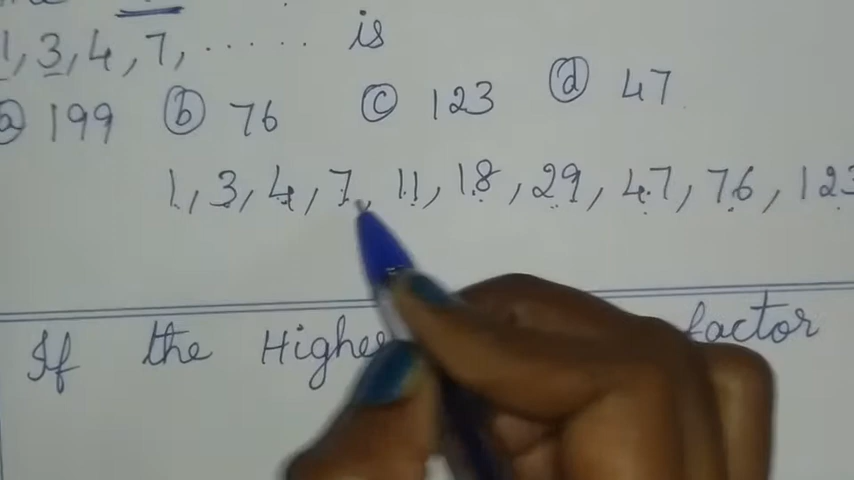 1, 3, 4, 7, ...... is
ⓐ 199 ⓑ 76 ⓒ 123 ⓓ 47
1, 3, 4, 7, 11, 18, 29, 47, 76, 123
If the factor